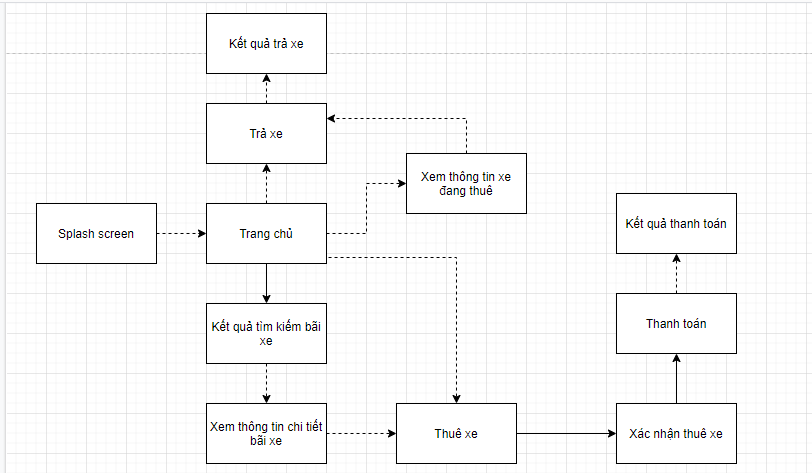 Kết quả trả xe
Trả xe
Xem thông tin xe
đang thuê
Splash screen
Trang chủ
Kết quả thanh toán
Kết quả tìm kiếm bãi
xe
Thanh toán
Xem thông tin chi tiết
bãi xe
Thuê xe
Xác nhận thuê xe